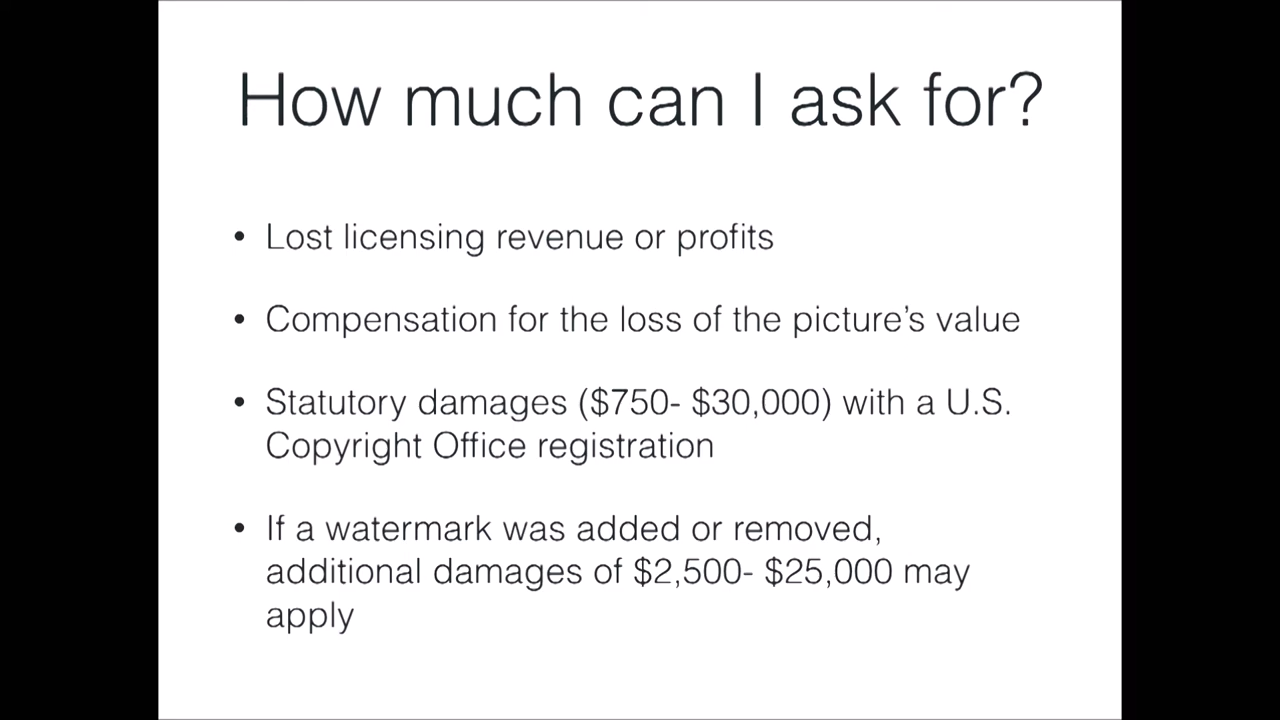 How much can I ask for?
• Lost licensing revenue or profits
• Compensation for the loss of the picture’s value
• Statutory damages ($750- $30,000) with a U.S.
Copyright Office registration
• If a watermark was added or removed,
additional damages of $2,500- $25,000 may
apply